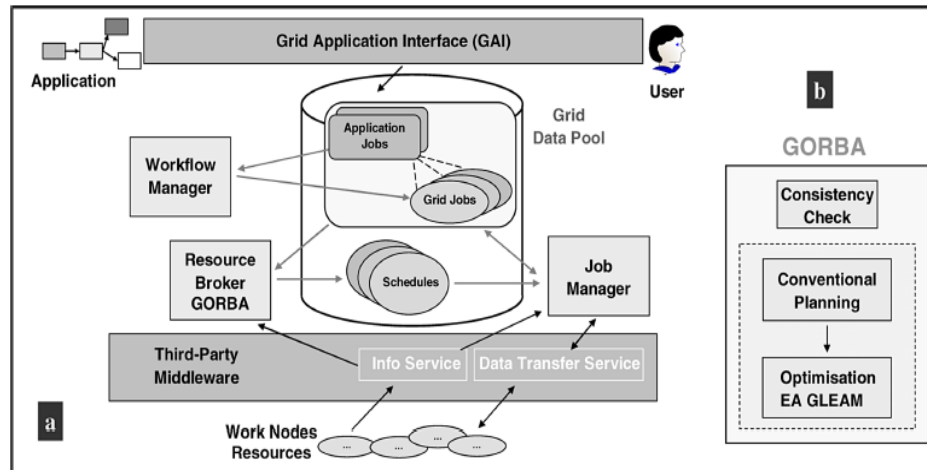 Grid Application Interface (GAI)
Application
User
b
Grid
Data Pool
Application
Jobs
Workflow
Manager
Grid Jobs
GORBA
Consistency
Check
Resource
Broker
GORBA
Schedules
Job
Manager
Conventional
Planning
Third-Party
Middleware
Info Service
Data Transfer Service
Optimisation
EA GLEAM
a
Work Nodes
Resources
...
...
...
...